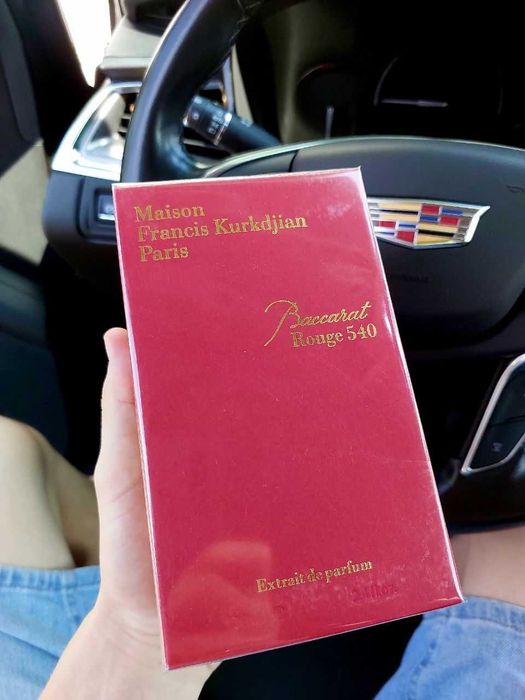 Maison
Francis Kurkdjian
Paris
Baccarat
Rouge 540
Extrait de parfum